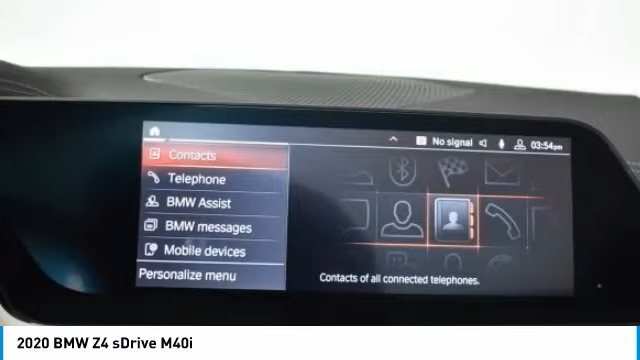 No signal 03:54pm
Contacts
Telephone
BMW Assist
BMW messages
Mobile devices
Personalize menu
Contacts of all connected telephones.
2020 BMW Z4 sDrive M40i